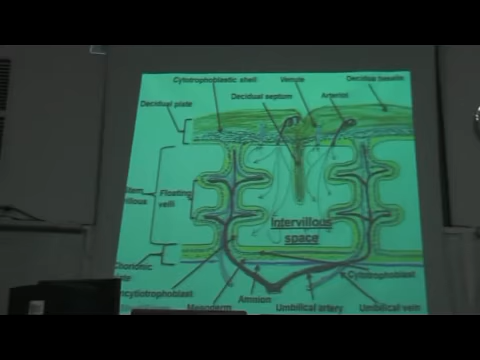 Cytotrophoblastic shell
Venule
Decidua basalis
Decidual septum
Arteriol
Decidual plate
Floating
villi
Intervillous
space
Cytotrophoblast
Amnion
Mesoderm
Umbilical artery
Umbilical vein